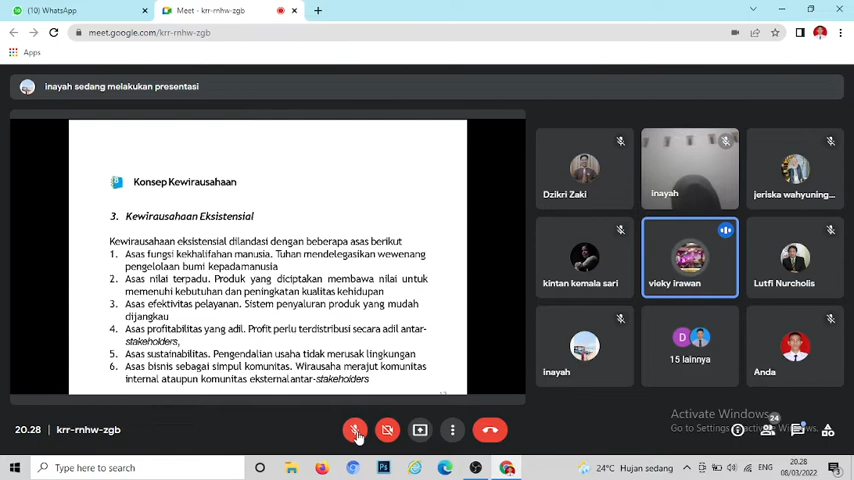 (10) WhatsApp
Meet - krr-rnhw-zgb
meet.google.com/krr-rnhw-zgb
Apps
inayah sedang melakukan presentasi
Konsep Kewirausahaan
3. Kewirausahaan Eksistensial
Kewirausahaan eksistensial dilandasi dengan beberapa asas berikut
1. Asas fungsi kekhalifahan manusia. Tuhan mendelegasikan wewenang
pengelolaan bumi kepadamanusia
2. Asas nilai terpadu. Produk yang diciptakan membawa nilai untuk
memenuhi kebutuhan dan peningkatan kualitas kehidupan
3. Asas efektivitas pelayanan. Sistem penyaluran produk yang mudah
dijangkau
4. Asas profitabilitas yang adil. Profit perlu terdistribusi secara adil antar-
stakeholders,
5. Asas sustainabilitas. Pengendalian usaha tidak merusak lingkungan
6. Asas bisnis sebagai simpul komunitas. Wirausaha merajut komunitas
internal ataupun komunitas eksternalantar-stakeholders
Dzikri Zaki
inayah
jeriska wahyuning...
kintan kemala sari
vieky irawan
Lutfi Nurcholis
inayah
D
15 lainnya
Anda
20.28 | krr-rnhw-zgb
24
Activate Windows
Go to Settings to activate Windows.
Type here to search
Ps
24°C Hujan sedang
ENG
20.28
08/03/2022
3